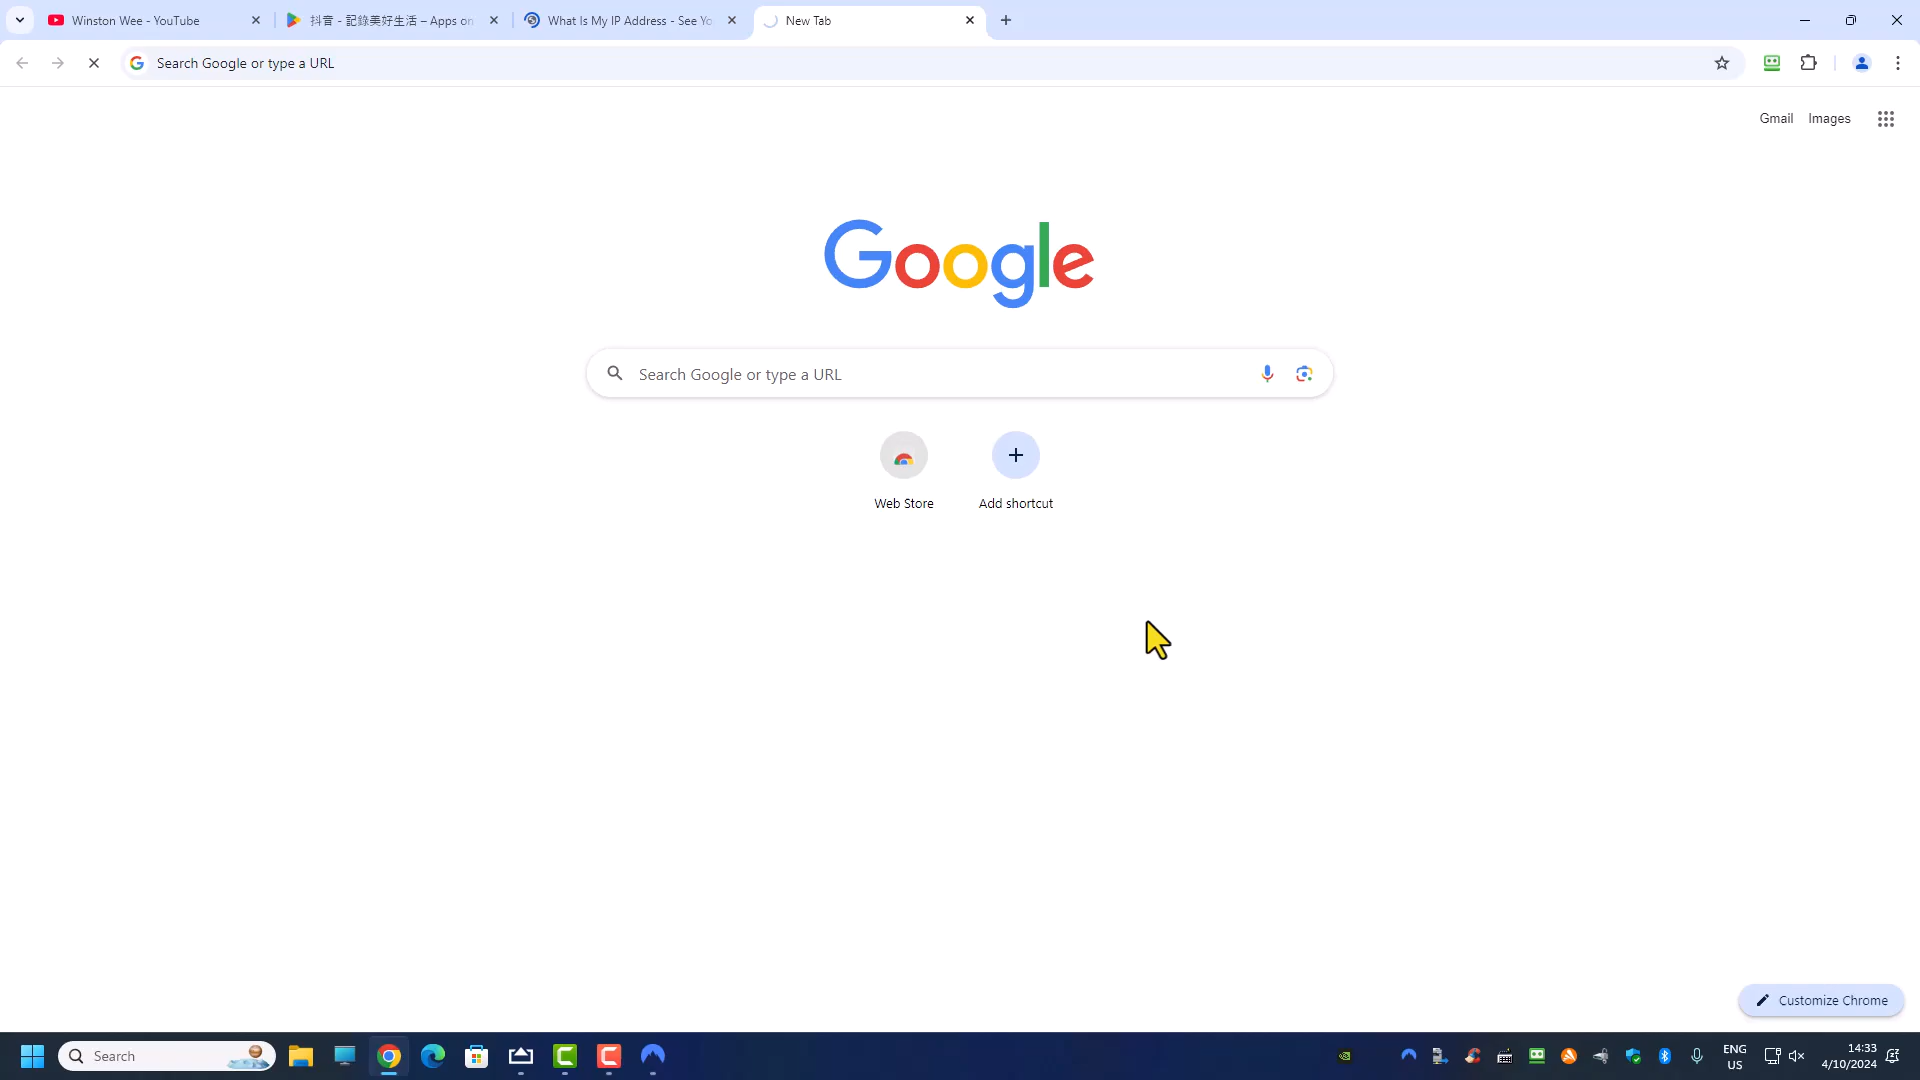 Winston Wee - YouTube
抖音 - 記錄美好生活 – Apps on
What Is My IP Address - See Yo
New Tab
Search Google or type a URL
Gmail
Images
Google
Search Google or type a URL
Web Store
Add shortcut
Customize Chrome
Search
ENG
US
14:33
4/10/2024